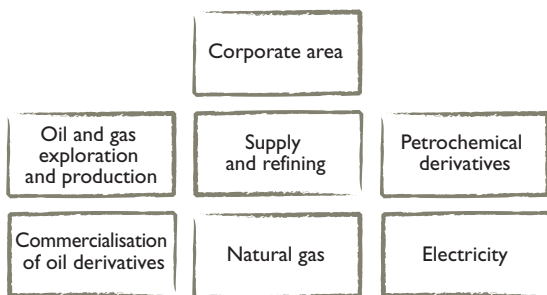 Corporate area
Oil and gas
exploration
and production
Supply
and refining
Petrochemical
derivatives
Commercialisation
of oil derivatives
Natural gas
Electricity